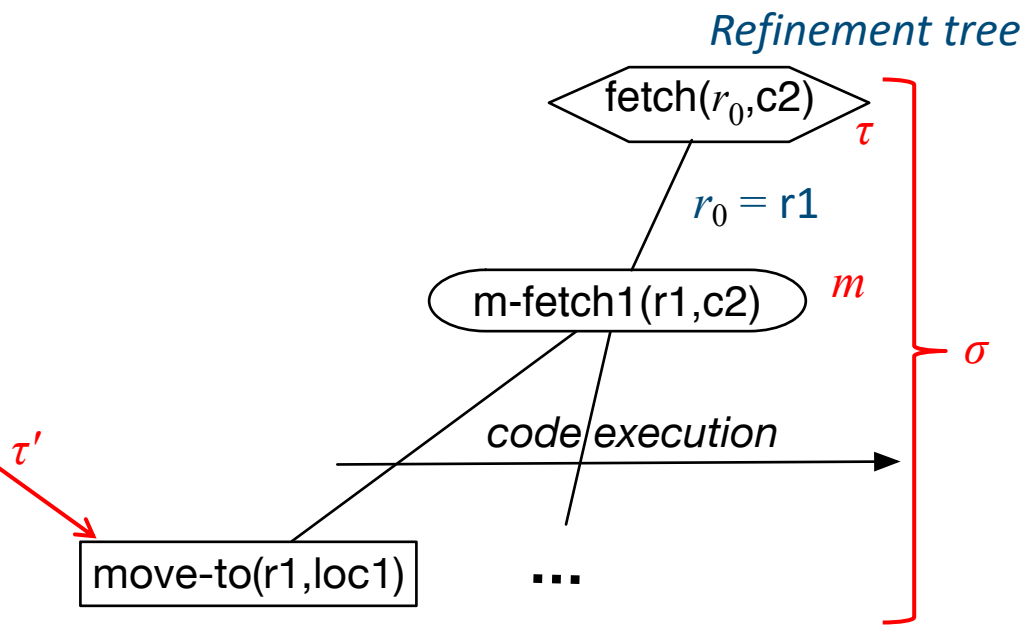 Refinement tree
fetch(r₀,c2)
τ
r₀ = r1
m-fetch1(r1,c2)
m
σ
code execution
τ′
move-to(r1,loc1)
...